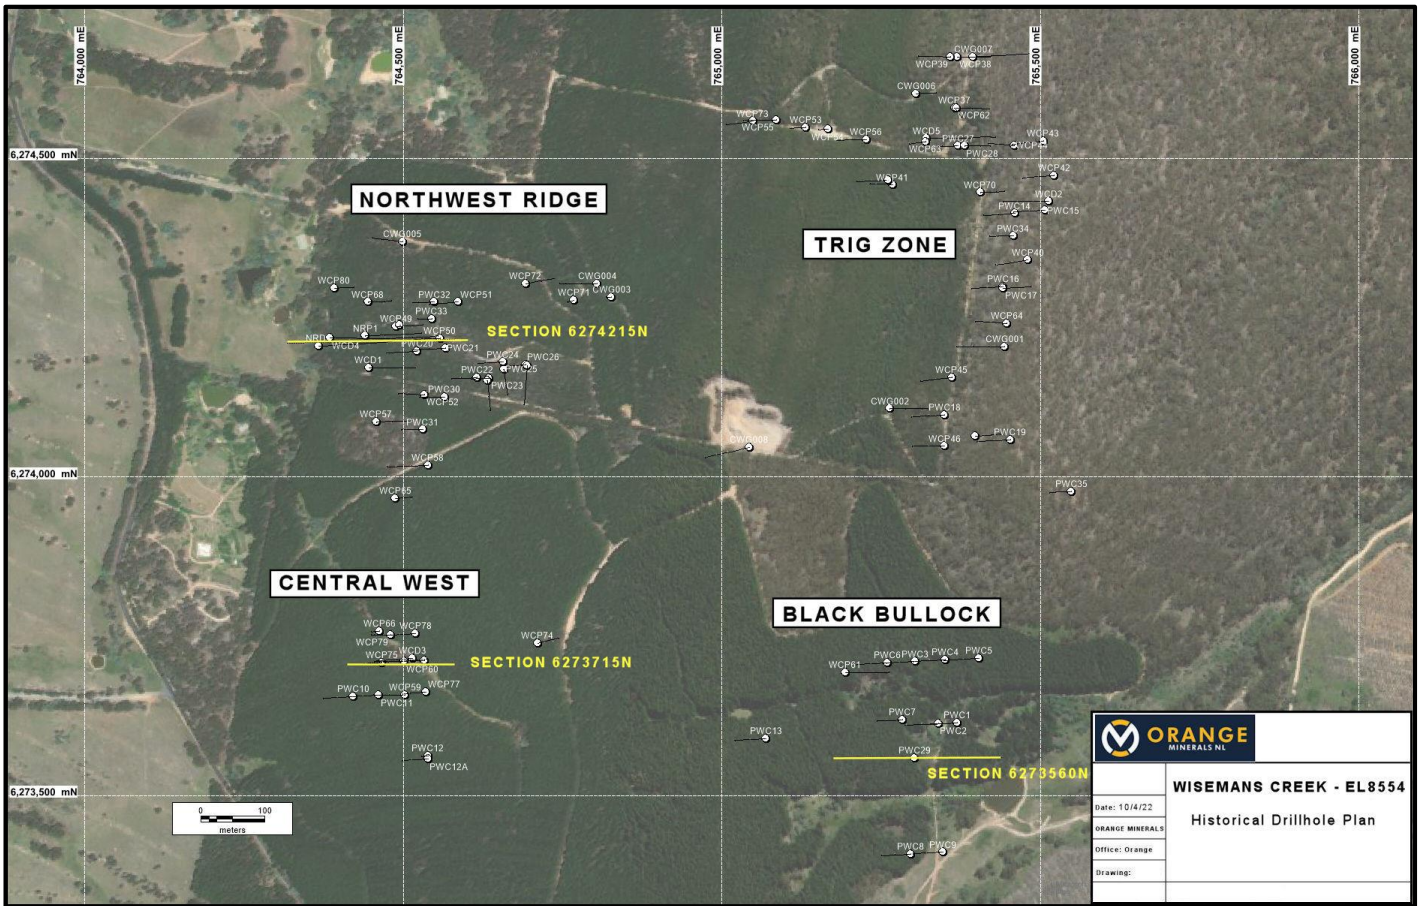 764,000 mE
764,500 mE
765,000 mE
765,500 mE
766,000 mE
6,274,500 mN
6,274,000 mN
6,273,500 mN
CWG007
WCP39
WCP38
CWG006
WCP37
WCP62
WCP73
WCP55
WCP53
WCP56
WCD5
WCP63
PWC27
PWC28
WCP43
WCP41
WCP42
WCP70
WCD2
PWC14
PWC15
PWC34
WCP40
PWC16
PWC17
WCP64
CWG001
WCP45
CWG002
PWC18
WCP46
PWC19
PWC35
TRIG ZONE
NORTHWEST RIDGE
CWG005
WCP80
WCP68
PWC32
WCP51
WCP72
CWG004
WCP71
CWG003
PWC33
WCP49
NRP1
WCP50
SECTION 6274215N
WCD4
PWC20
PWC21
WCD1
PWC24
PWC25
PWC26
PWC22
PWC23
PWC30
WCP52
WCP57
PWC31
WCP58
WCP65
CWG008
CENTRAL WEST
WCP66
WCP78
WCP79
WCP75
WCD3
WCP60
WCP74
SECTION 6273715N
PWC10
PWC11
WCP59
WCP77
PWC12
PWC12A
BLACK BULLOCK
WCP61
PWC6
PWC3
PWC4
PWC5
PWC7
PWC1
PWC2
PWC13
PWC29
SECTION 6273560N
PWC8
PWC9
0 100
meters
ORANGE
MINERALS NL
WISEMANS CREEK - EL8554
Historical Drillhole Plan
Date: 10/4/22
ORANGE MINERALS
Office: Orange
Drawing: